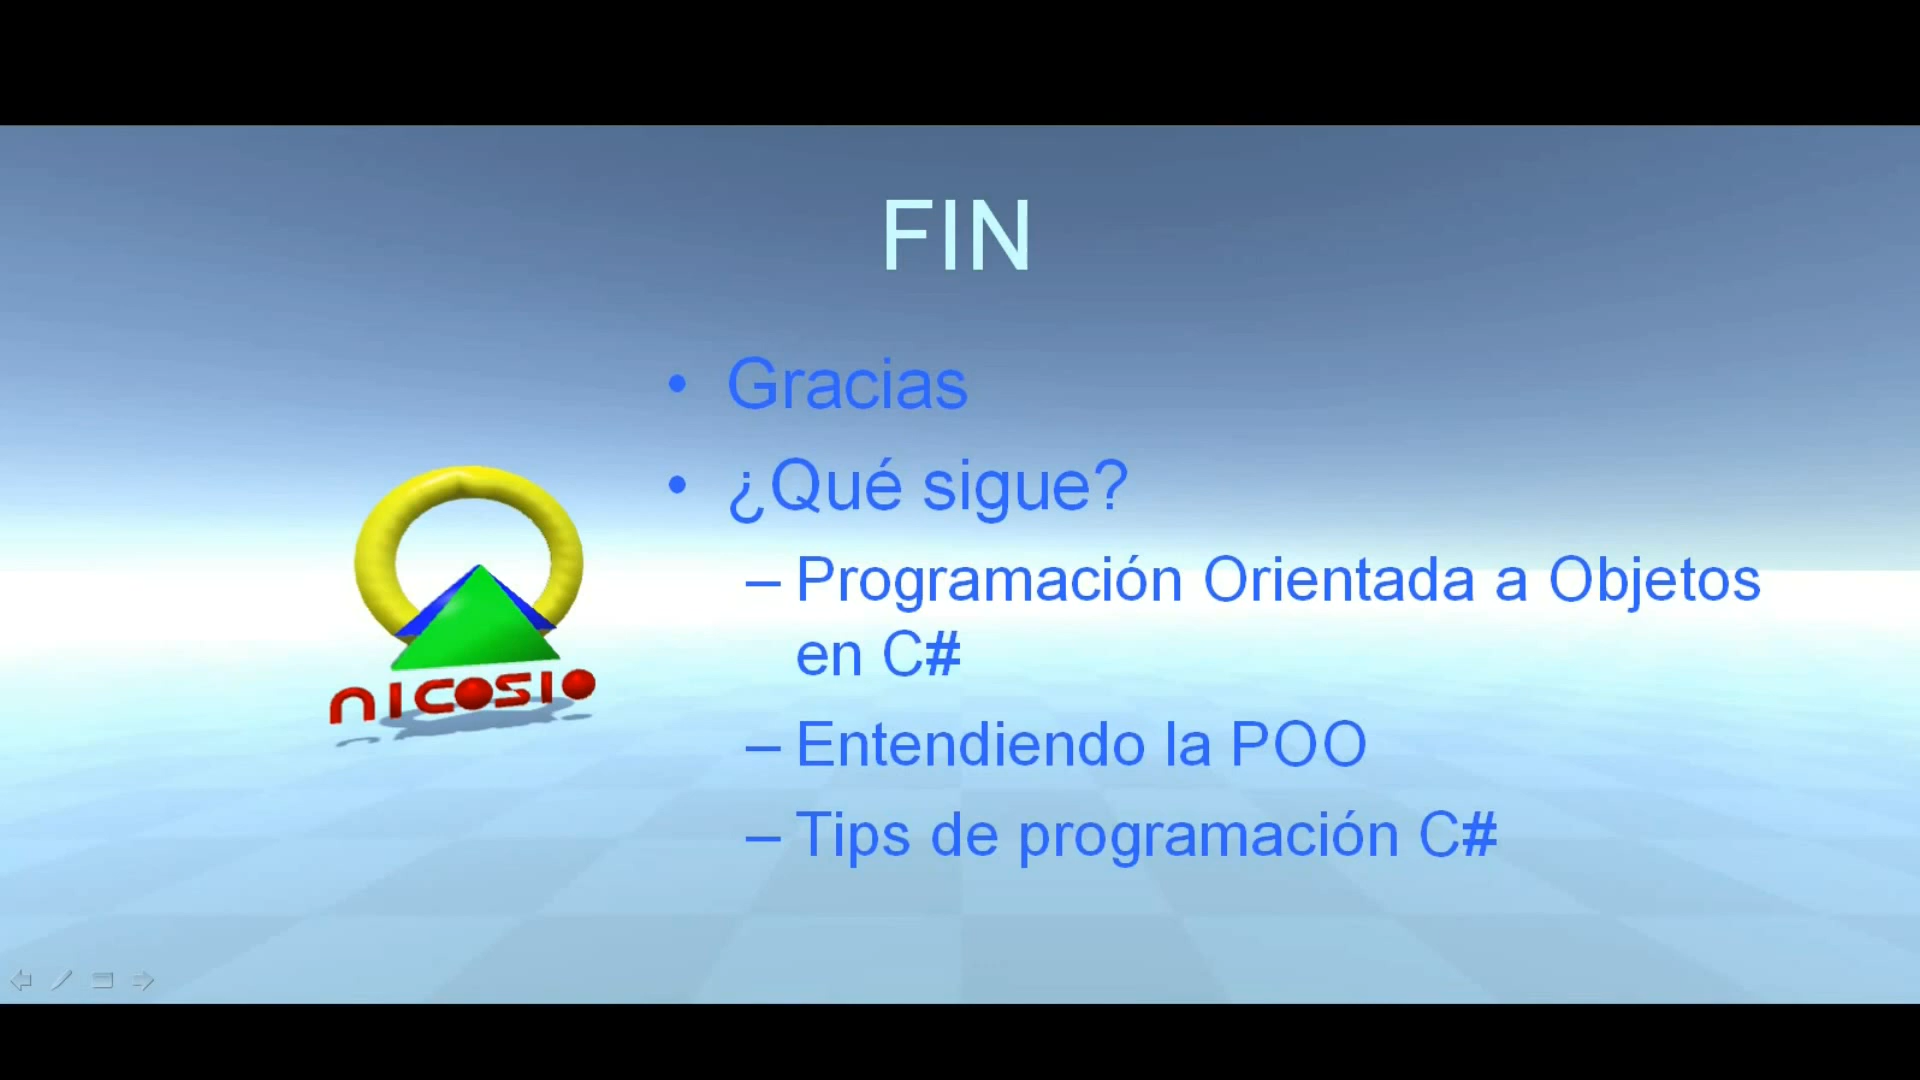 FIN
• Gracias
• ¿Qué sigue?
– Programación Orientada a Objetos
en C#
– Entendiendo la POO
– Tips de programación C#
nicosio